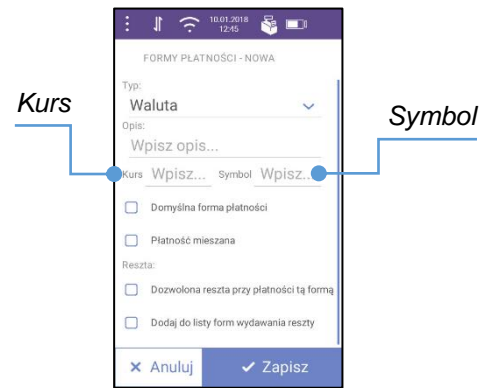 10.01.2018
12:45
FORMY PŁATNOŚCI - NOWA
Typ:
Waluta
Opis:
Wpisz opis...
Kurs Wpisz... Symbol Wpisz...
Domyślna forma płatności
Płatność mieszana
Reszta:
Dozwolona reszta przy płatności tą formą
Dodaj do listy form wydawania reszty
Anuluj Zapisz
Kurs
Symbol